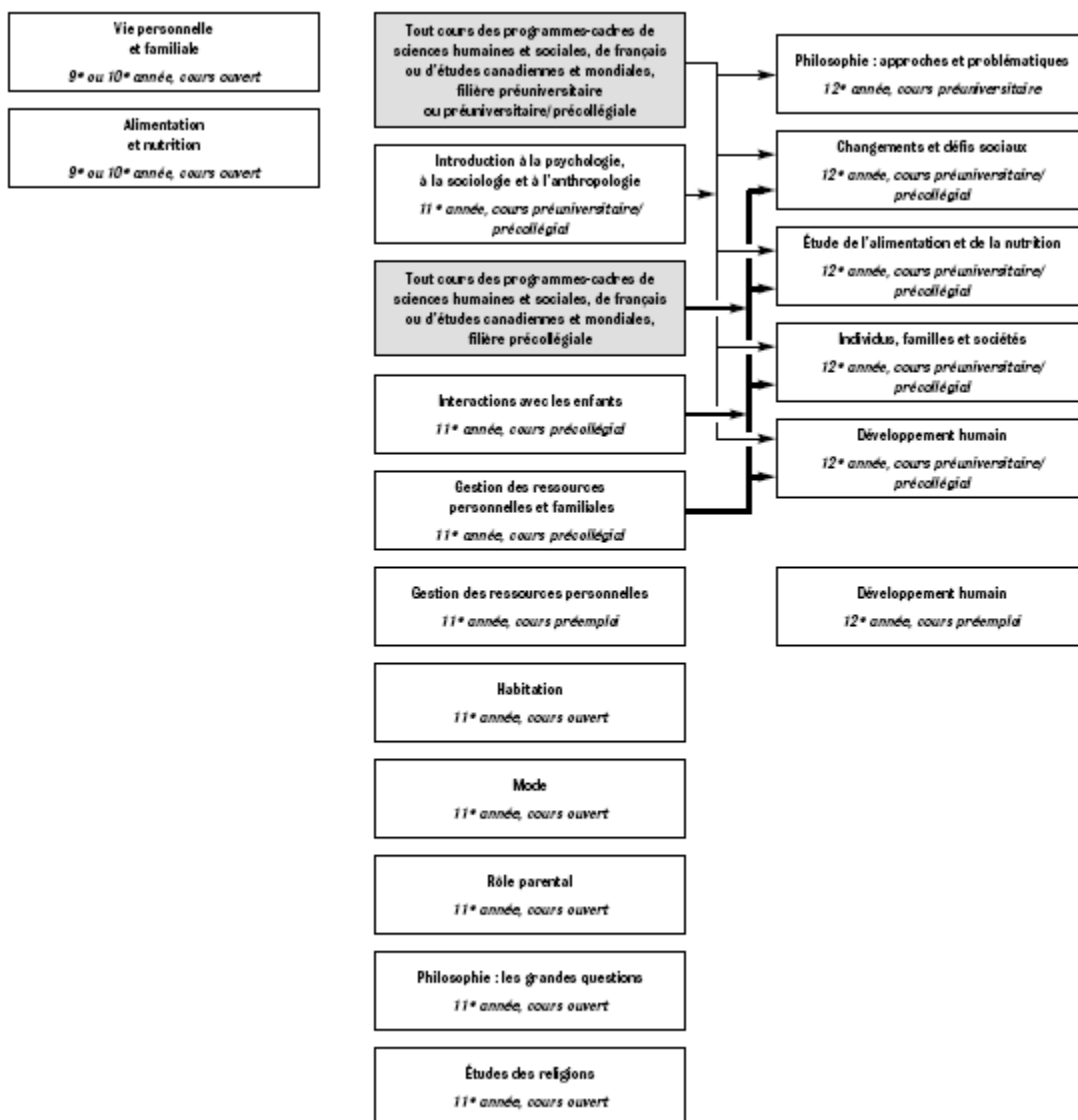 Vie personnelle
et familiale
9e ou 10e année, cours ouvert
Alimentation
et nutrition
9e ou 10e année, cours ouvert
Tout cours des programmes-cadres de
sciences humaines et sociales, de français
ou d'études canadiennes et mondiales,
filière préuniversitaire
ou préuniversitaire/précollégiale
Introduction à la psychologie,
à la sociologie et à l'anthropologie
11e année, cours préuniversitaire/
précollégial
Tout cours des programmes-cadres de
sciences humaines et sociales, de français
ou d'études canadiennes et mondiales,
filière précollégiale
Interactions avec les enfants
11e année, cours précollégial
Gestion des ressources
personnelles et familiales
11e année, cours précollégial
Gestion des ressources personnelles
11e année, cours préemploi
Habitation
11e année, cours ouvert
Mode
11e année, cours ouvert
Rôle parental
11e année, cours ouvert
Philosophie : les grandes questions
11e année, cours ouvert
Études des religions
11e année, cours ouvert
Philosophie : approches et problématiques
12e année, cours préuniversitaire
Changements et défis sociaux
12e année, cours préuniversitaire/
précollégial
Étude de l'alimentation et de la nutrition
12e année, cours préuniversitaire/
précollégial
Individus, familles et sociétés
12e année, cours préuniversitaire/
précollégial
Développement humain
12e année, cours préuniversitaire/
précollégial
Développement humain
12e année, cours préemploi